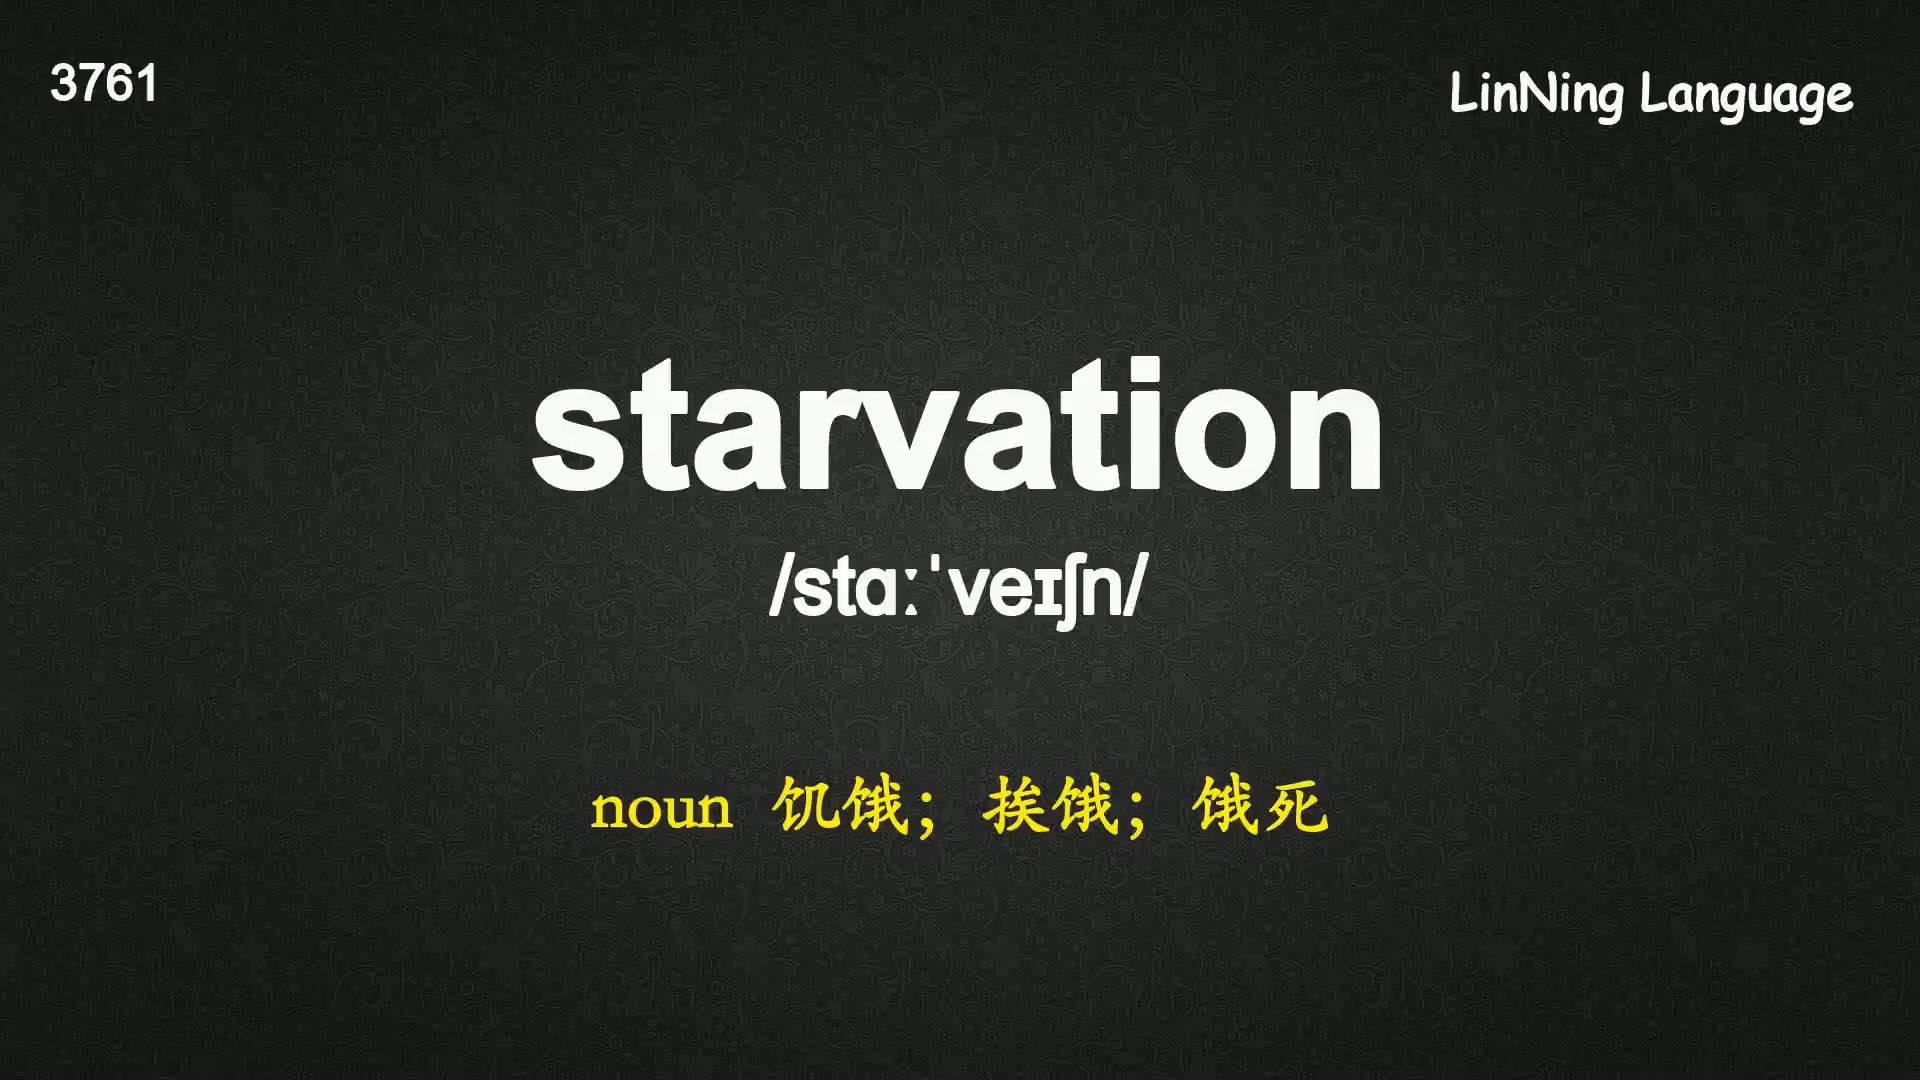 3761
LinNing Language
starvation
/stɑːˈveɪʃn/
noun 饥饿；挨饿；饿死